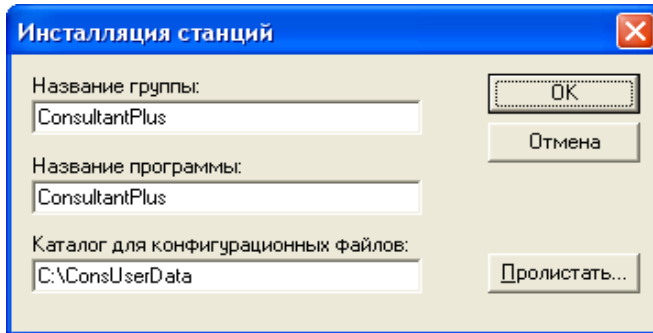 Инсталляция станций
Название группы:
ConsultantPlus
OK
Отмена
Название программы:
ConsultantPlus
Каталог для конфигурационных файлов:
C:\ConsUserData
Пролистать...